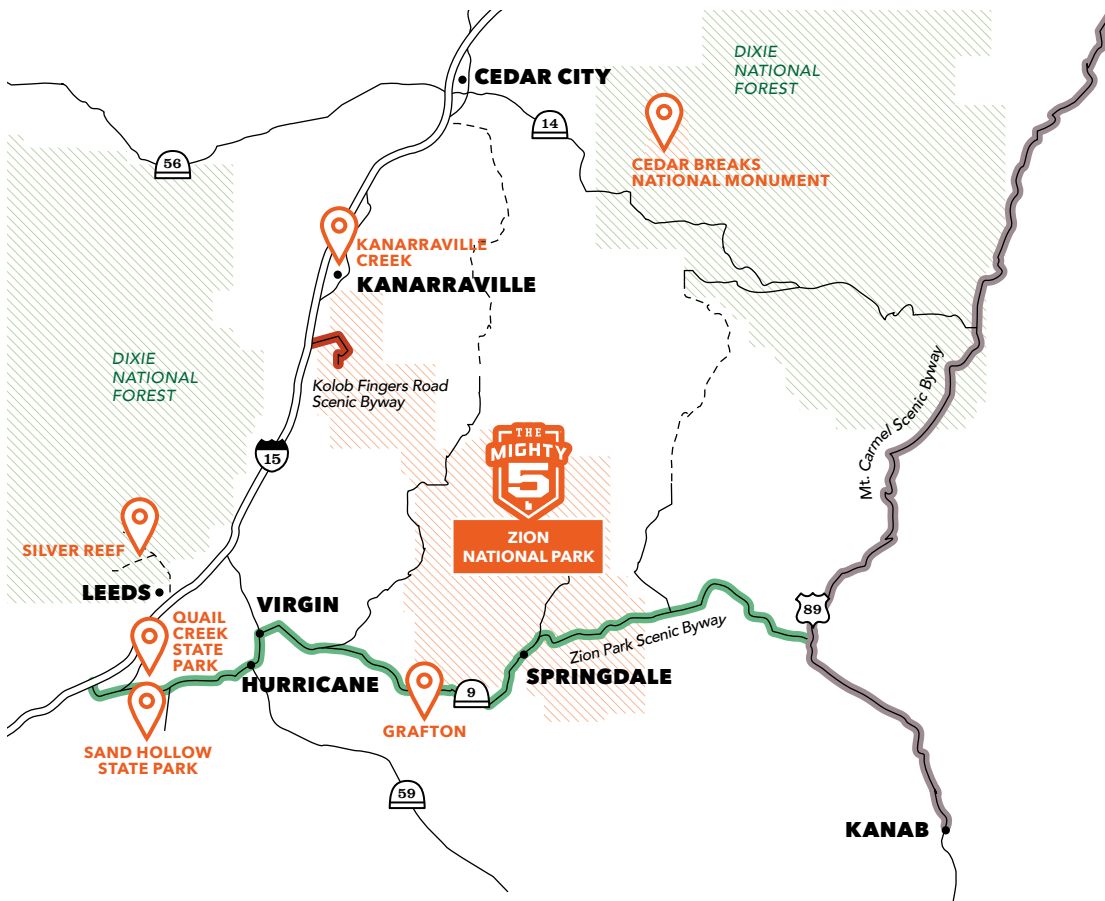 DIXIE
NATIONAL
FOREST
CEDAR CITY
14
56
CEDAR BREAKS
NATIONAL MONUMENT
KANARRAVILLE
CREEK
KANARRAVILLE
DIXIE
NATIONAL
FOREST
Kolob Fingers Road
Scenic Byway
Mt. Carmel Scenic Byway
15
THE
MIGHTY
5
ZION
NATIONAL PARK
SILVER REEF
LEEDS
VIRGIN
89
QUAIL
CREEK
STATE
PARK
Zion Park Scenic Byway
HURRICANE
SPRINGDALE
9
GRAFTON
SAND HOLLOW
STATE PARK
59
KANAB